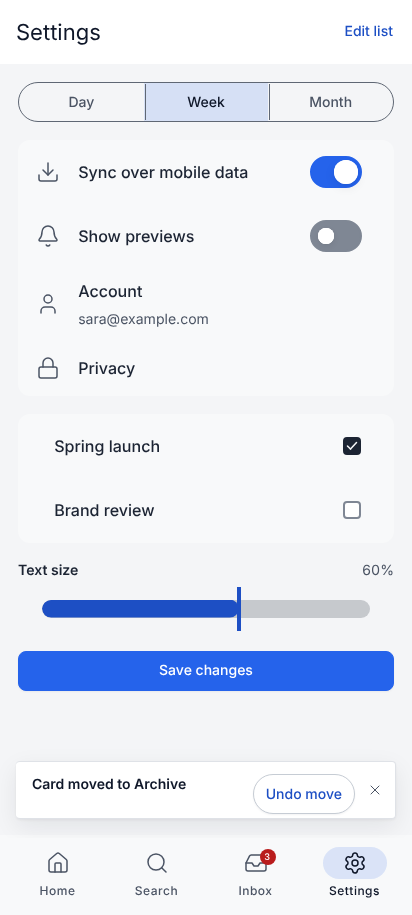 Settings
Edit list
Day
Week
Month
Sync over mobile data
Show previews
Account
sara@example.com
Privacy
Spring launch
Brand review
Text size
60%
Save changes
Card moved to Archive
Undo move
3
Home
Search
Inbox
Settings